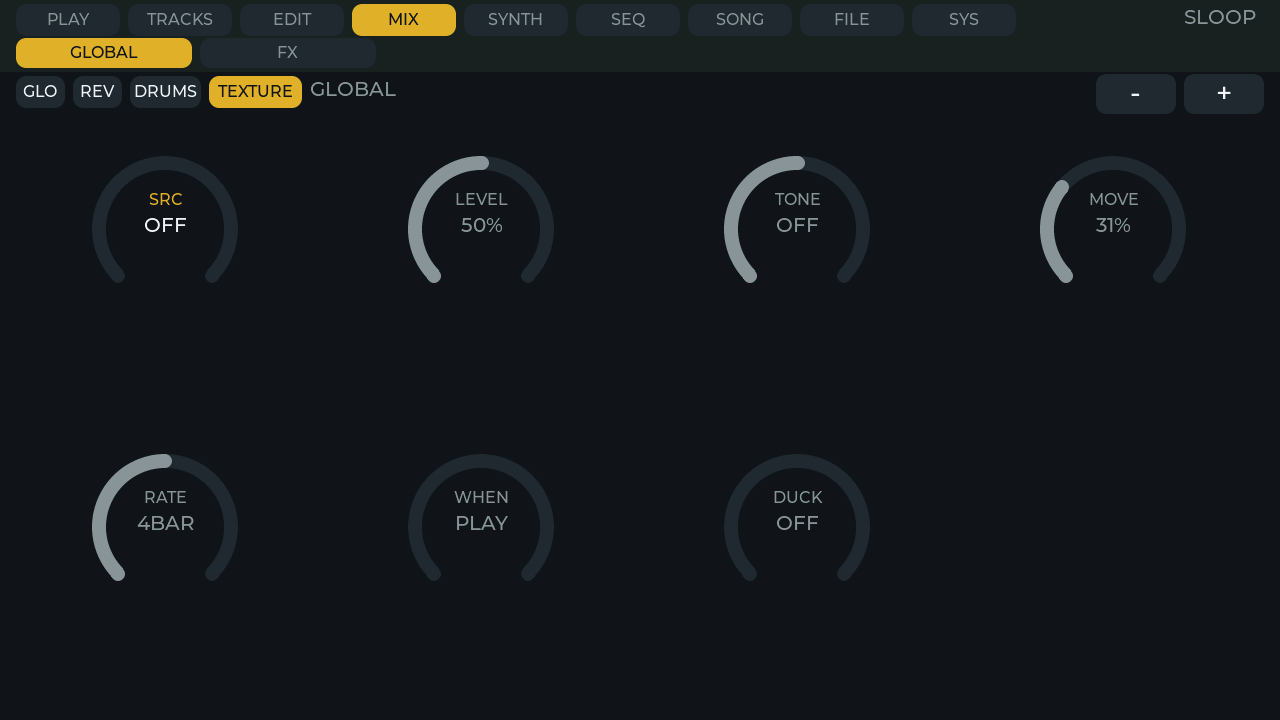 PLAY TRACKS EDIT MIX SYNTH SEQ SONG FILE SYS SLOOP
GLOBAL FX
GLO REV DRUMS TEXTURE GLOBAL - +
SRC LEVEL TONE MOVE
OFF 50% OFF 31%
RATE WHEN DUCK
4BAR PLAY OFF